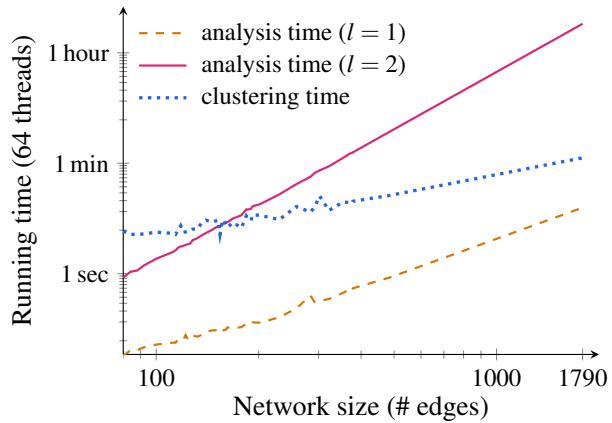 analysis time (l = 1)
analysis time (l = 2)
clustering time
Running time (64 threads)
1 hour
1 min
1 sec
100
1000
1790
Network size (# edges)